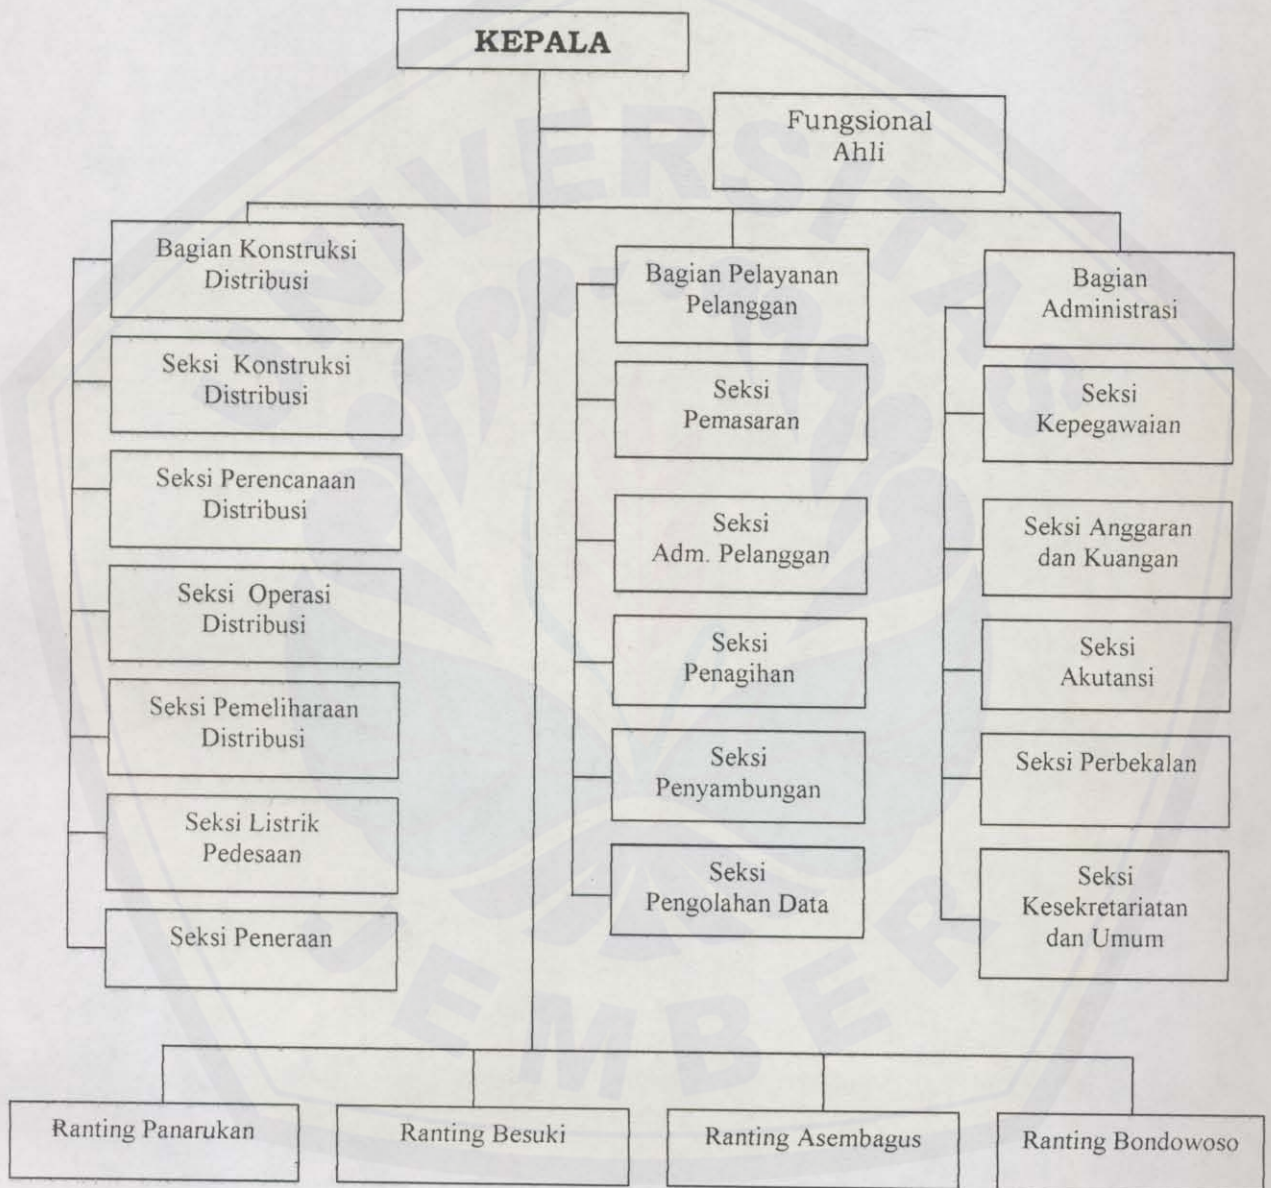 KEPALA
Fungsional
Ahli
Bagian Konstruksi
Distribusi
Seksi Konstruksi
Distribusi
Seksi Perencanaan
Distribusi
Seksi Operasi
Distribusi
Seksi Pemeliharaan
Distribusi
Seksi Listrik
Pedesaan
Seksi Peneraan
Bagian Pelayanan
Pelanggan
Seksi
Pemasaran
Seksi
Adm. Pelanggan
Seksi
Penagihan
Seksi
Penyambungan
Seksi
Pengolahan Data
Bagian
Administrasi
Seksi
Kepegawaian
Seksi Anggaran
dan Kuangan
Seksi
Akutansi
Seksi Perbekalan
Seksi
Kesekretariatan
dan Umum
Ranting Panarukan
Ranting Besuki
Ranting Asembagus
Ranting Bondowoso
UNIVERSITAS
JEMBER